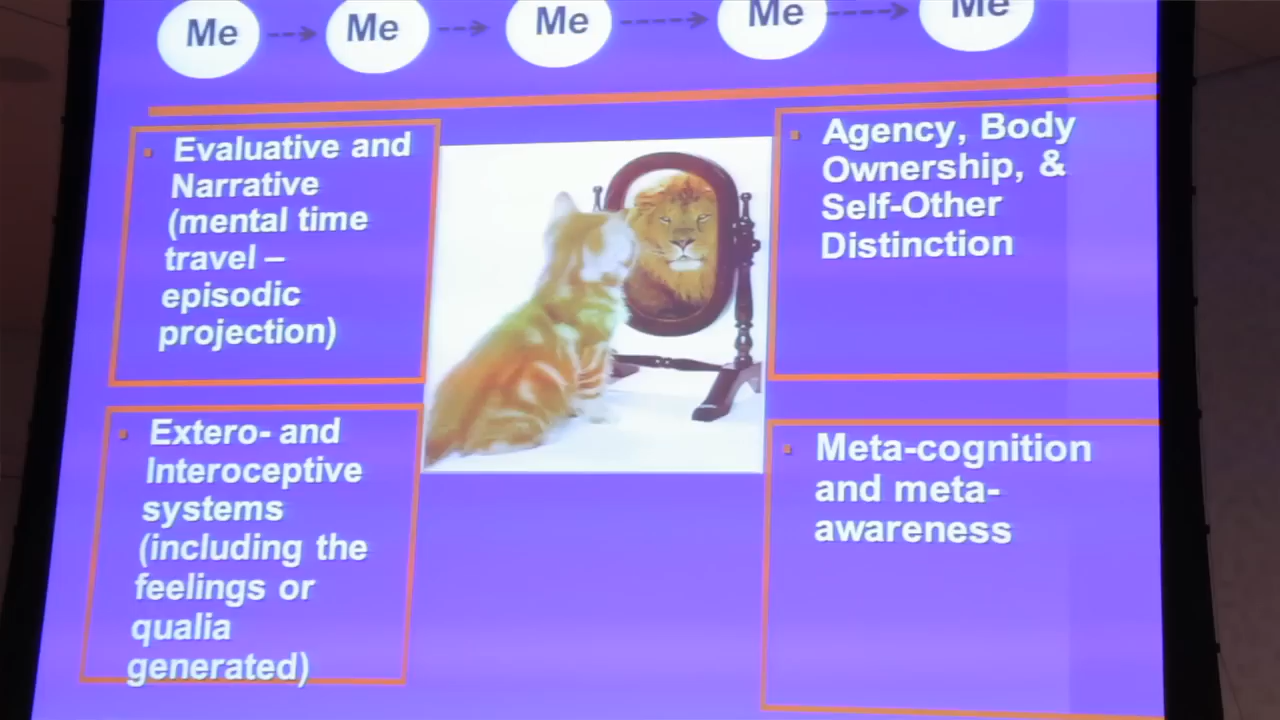 Me Me Me Me Me
Evaluative and
Narrative
(mental time
travel –
episodic
projection)
Agency, Body
Ownership, &
Self-Other
Distinction
Extero- and
Interoceptive
systems
(including the
feelings or
qualia
generated)
Meta-cognition
and meta-
awareness